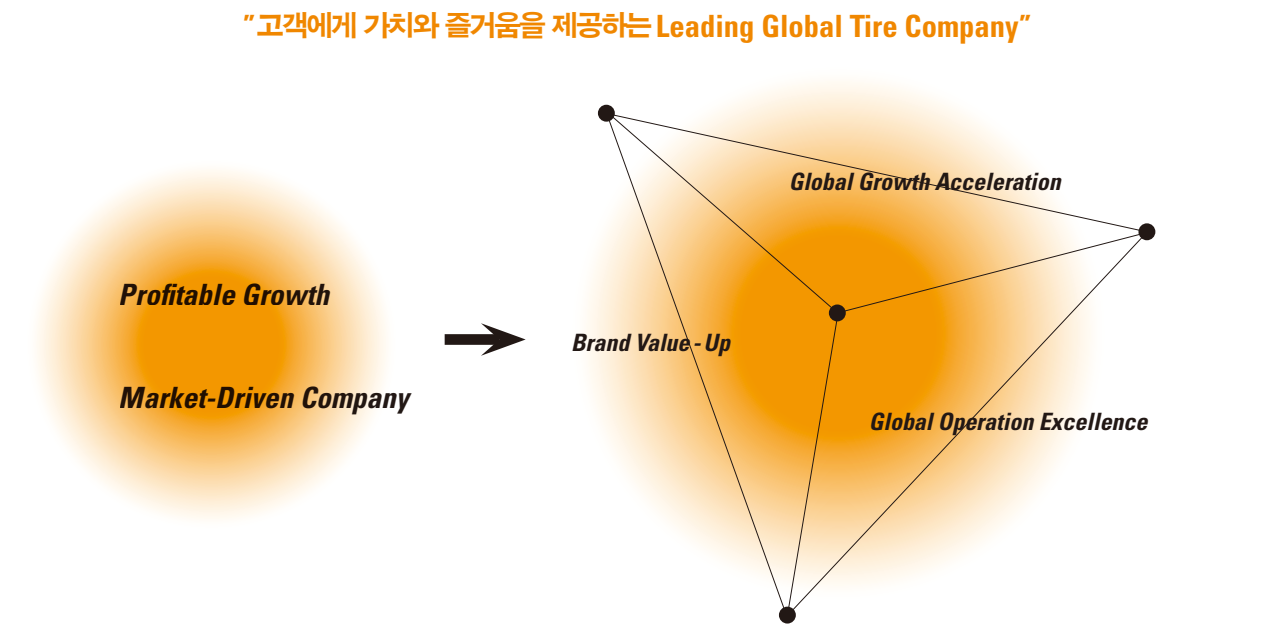 "고객에게 가치와 즐거움을 제공하는 Leading Global Tire Company"
Profitable Growth
Market-Driven Company
Global Growth Acceleration
Brand Value - Up
Global Operation Excellence